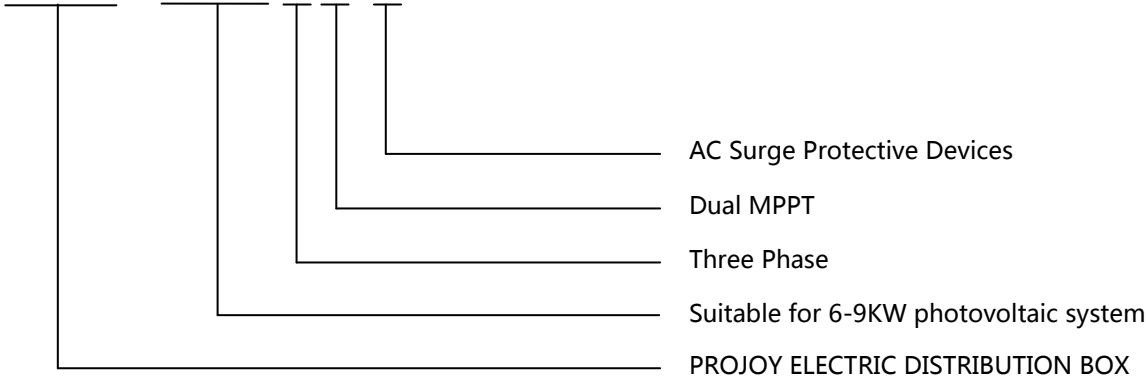 AC Surge Protective Devices
Dual MPPT
Three Phase
Suitable for 6-9KW photovoltaic system
PROJOY ELECTRIC DISTRIBUTION BOX